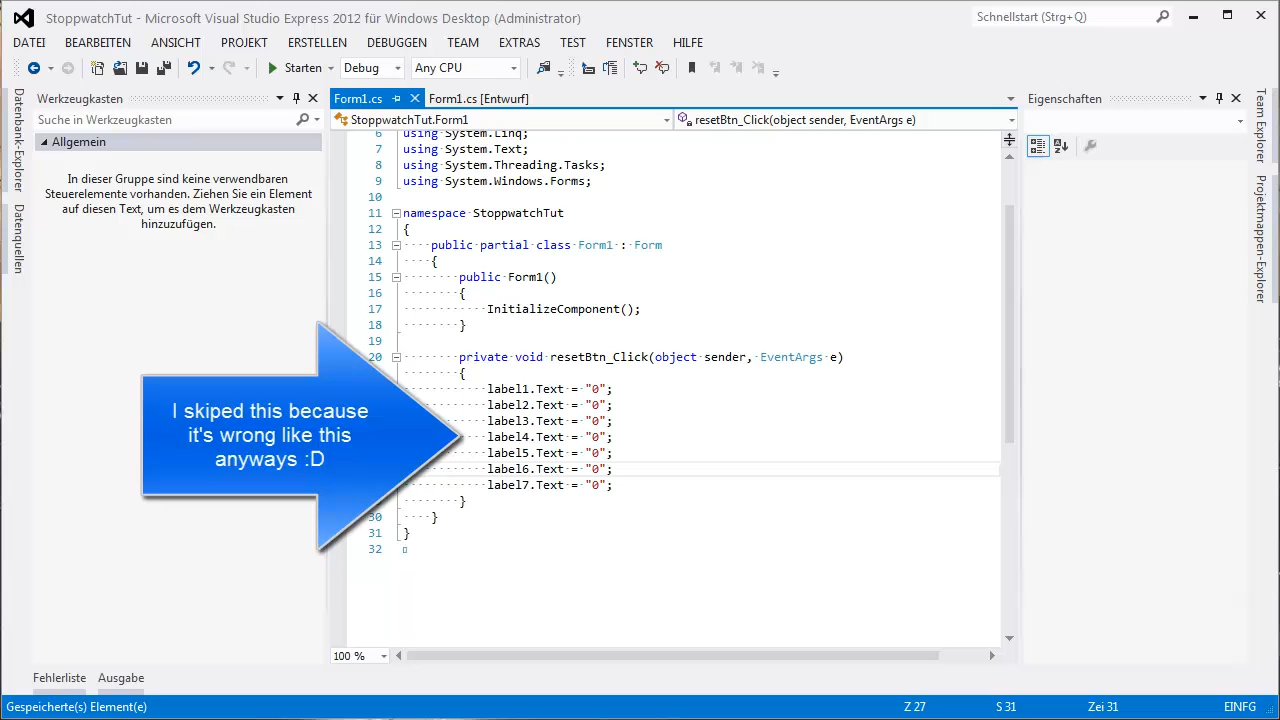 StoppwatchTut - Microsoft Visual Studio Express 2012 für Windows Desktop (Administrator)
Schnellstart (Strg+Q)
DATEI BEARBEITEN ANSICHT PROJEKT ERSTELLEN DEBUGGEN TEAM EXTRAS TEST FENSTER HILFE
Starten Debug Any CPU
Datenbank-Explorer
Datenquellen
Werkzeugkasten
Suche in Werkzeugkasten
Allgemein
In dieser Gruppe sind keine verwendbaren
Steuerelemente vorhanden. Ziehen Sie ein Element
auf diesen Text, um es dem Werkzeugkasten
hinzuzufügen.
Form1.cs Form1.cs [Entwurf]
StoppwatchTut.Form1 resetBtn_Click(object sender, EventArgs e)
6 using System.Linq;
7 using System.Text;
8 using System.Threading.Tasks;
9 using System.Windows.Forms;
10
11 namespace StoppwatchTut
12 {
13 public partial class Form1 : Form
14 {
15 public Form1()
16 {
17 InitializeComponent();
18 }
19
20 private void resetBtn_Click(object sender, EventArgs e)
{
label1.Text = "0";
label2.Text = "0";
label3.Text = "0";
label4.Text = "0";
label5.Text = "0";
label6.Text = "0";
label7.Text = "0";
}
30 }
31 }
32
I skiped this because
it's wrong like this
anyways :D
100 %
Eigenschaften
Team Explorer
Projektmappen-Explorer
Fehlerliste Ausgabe
Gespeicherte(s) Element(e) Z 27 S 31 Zei 31 EINFG